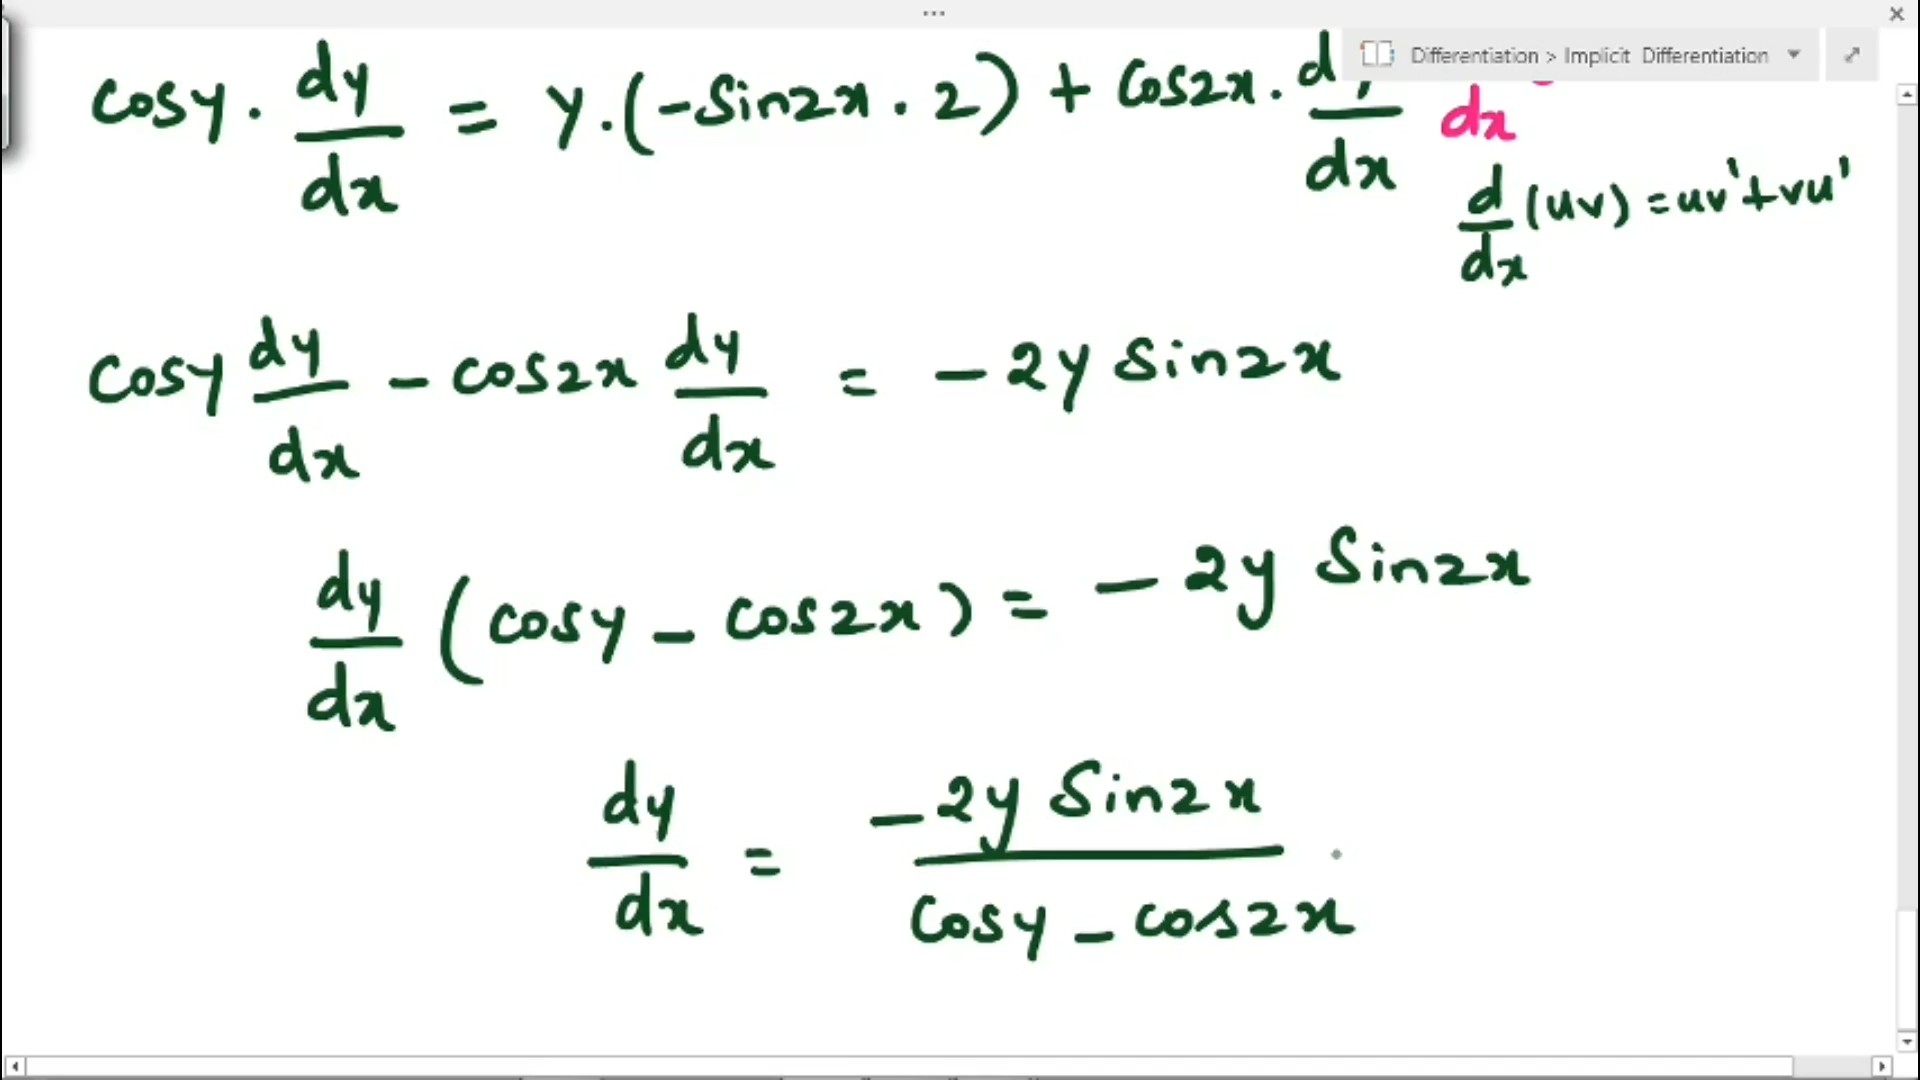 Differentiation > Implicit Differentiation
cosy . dy/dx = y.(-sin2x . 2) + cos2x . dy/dx
dx
d/dx (uv) = uv' + vu'
cosy dy/dx - cos2x dy/dx = - 2y sin2x
dy/dx (cosy - cos2x) = - 2y sin2x
dy/dx = -2y sin2x / cosy - cos2x